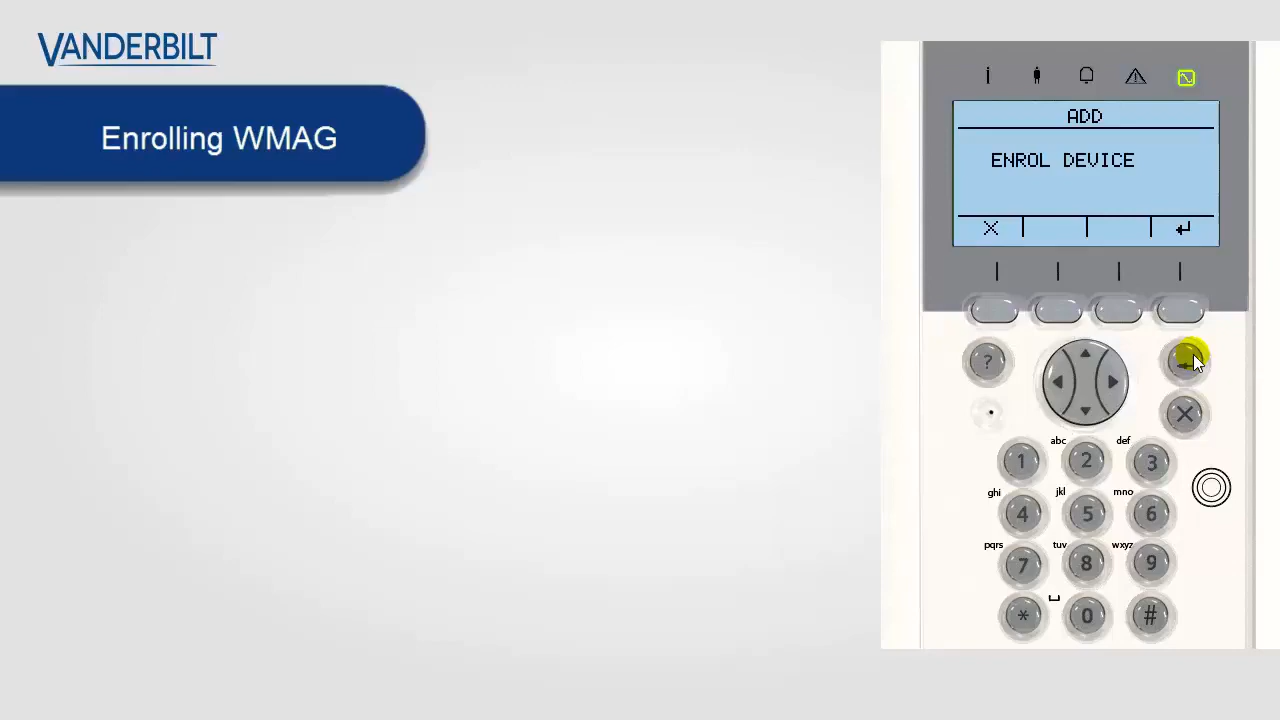 VANDERBILT
Enrolling WMAG
ADD
ENROL DEVICE
?
abc def
1 2 3
ghi jkl mno
4 5 6
pqrs tuv wxyz
7 8 9
* 0 #